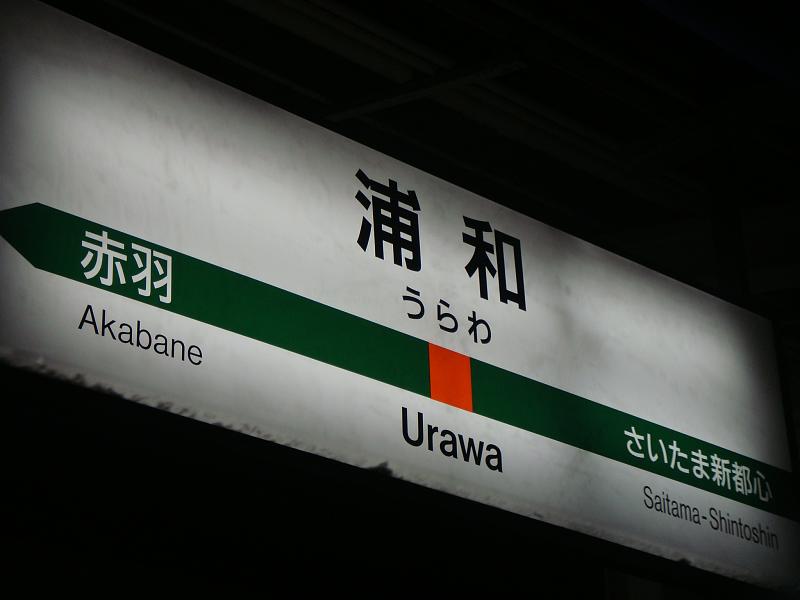 浦和
うらわ
赤羽
Akabane
Urawa
さいたま新都心
Saitama-Shintoshin